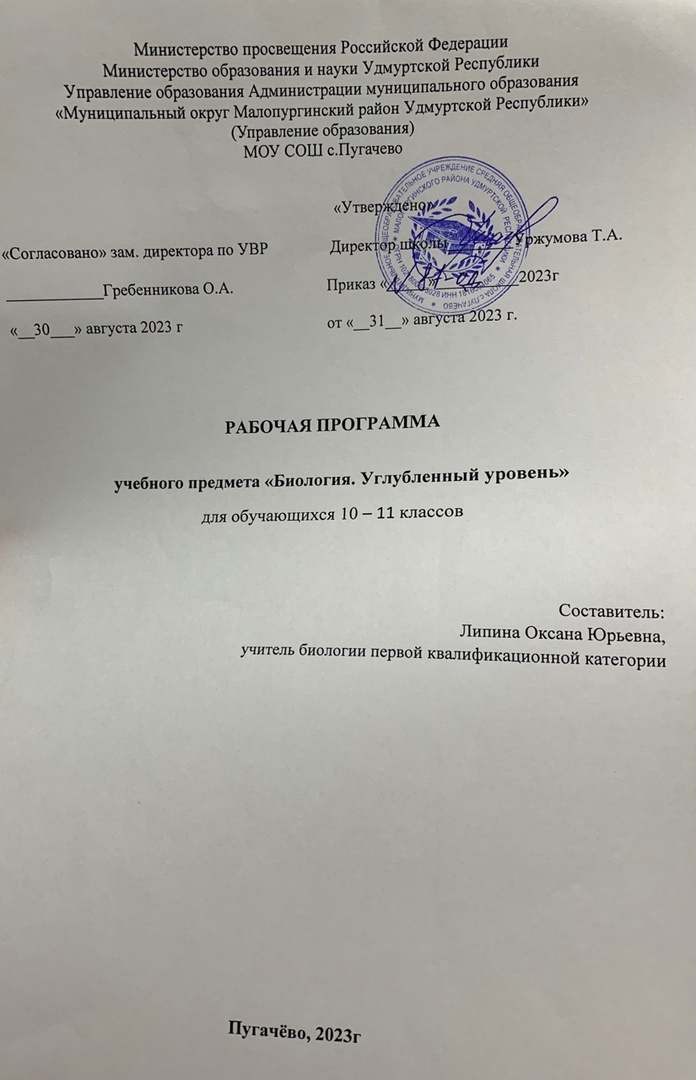 Министерство просвещения Российской Федерации
Министерство образования и науки Удмуртской Республики
Управление образования Администрации муниципального образования
«Муниципальный округ Малопургинский район Удмуртской Республики»
(Управление образования)
МОУ СОШ с.Пугачево
«Утверждено»
«Согласовано» зам. директора по УВР
Директор школы Уржумова Т.А.
____________Гребенникова О.А.
Приказ « 2023г
«__30___» августа 2023 г
от «__31__» августа 2023 г.
РАБОЧАЯ ПРОГРАММА
учебного предмета «Биология. Углубленный уровень»
для обучающихся 10 – 11 классов
Составитель:
Липина Оксана Юрьевна,
учитель биологии первой квалификационной категории
Пугачёво, 2023г